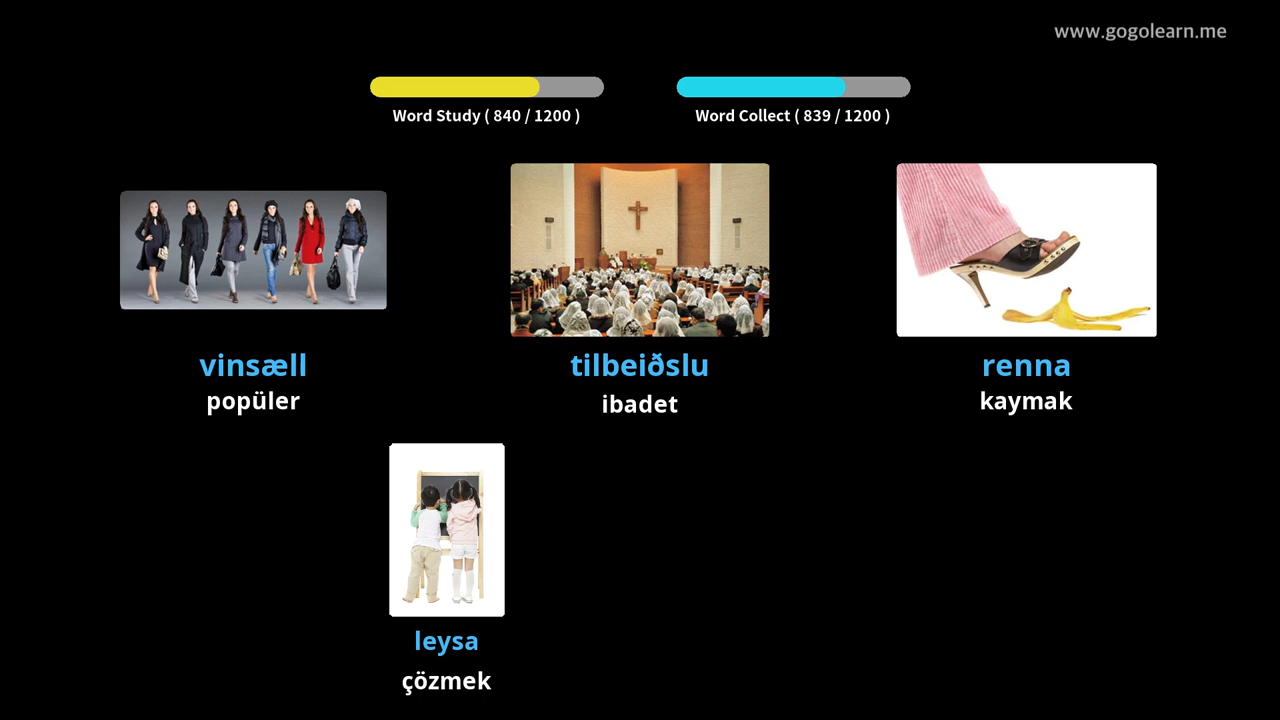 www.gogolearn.me
Word Study ( 840 / 1200 )
Word Collect ( 839 / 1200 )
vinsæll
popüler
tilbeiðslu
ibadet
renna
kaymak
leysa
çözmek